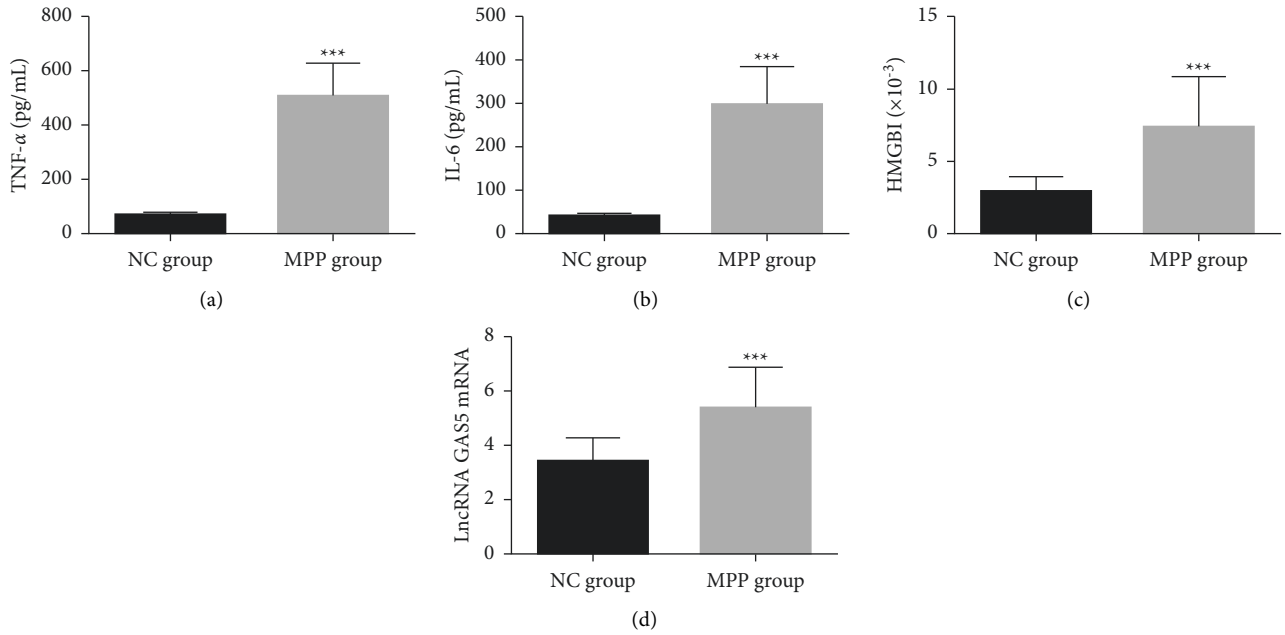 TNF-α (pg/mL)
800
600
400
200
0
***
NC group
MPP group
(a)
IL-6 (pg/mL)
500
400
300
200
100
0
***
NC group
MPP group
(b)
HMGBI (×10⁻³)
15
10
5
0
***
NC group
MPP group
(c)
LncRNA GAS5 mRNA
8
6
4
2
0
***
NC group
MPP group
(d)